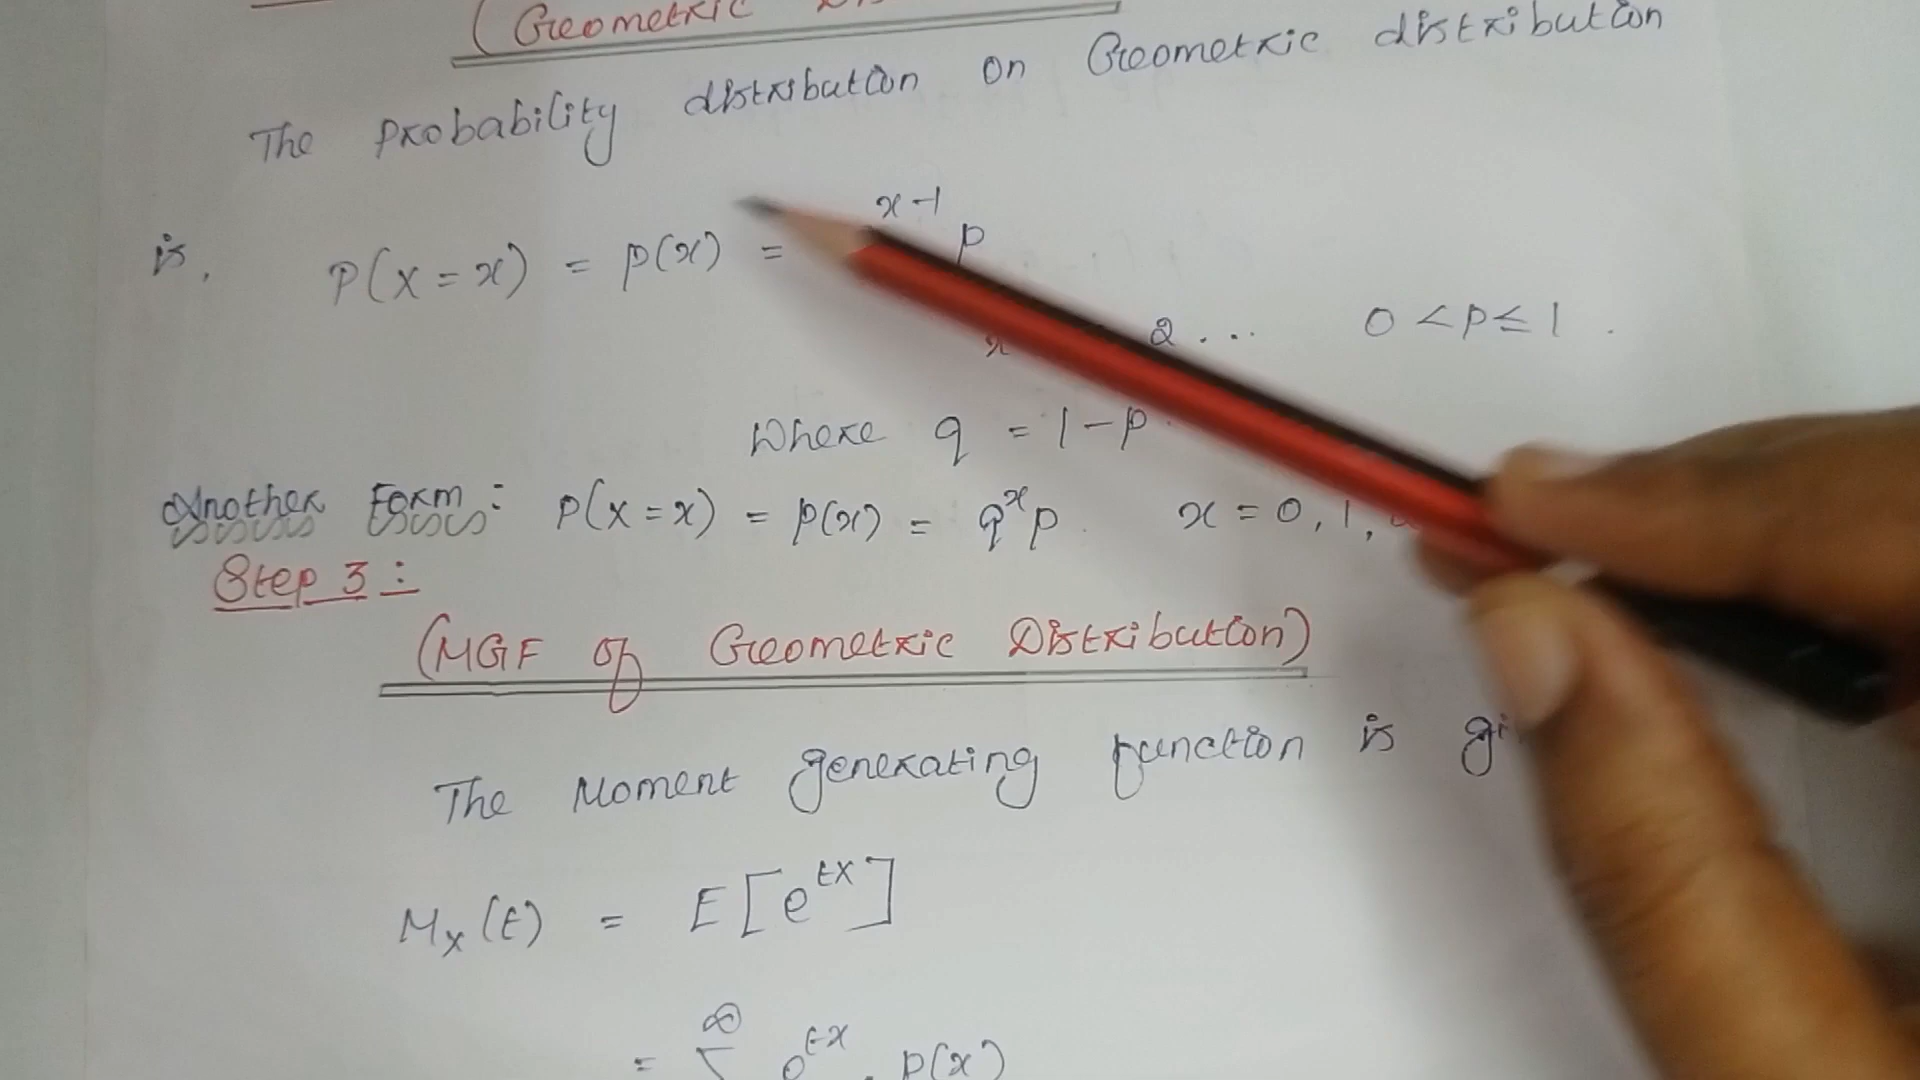 (Geometric
The probability distribution on Geometric distribution
is, P(X=x) = p(x) = x-1 p
x 2 ... 0 < p ≤ 1.
Where q = 1-p
Another Form: P(X=x) = p(x) = q^x p x = 0, 1,
Step 3:
(MGF of Geometric Distribution)
The Moment generating function is
M_X(t) = E[e^{tX}]
= ∑ ∞ e^{tx} . p(x)